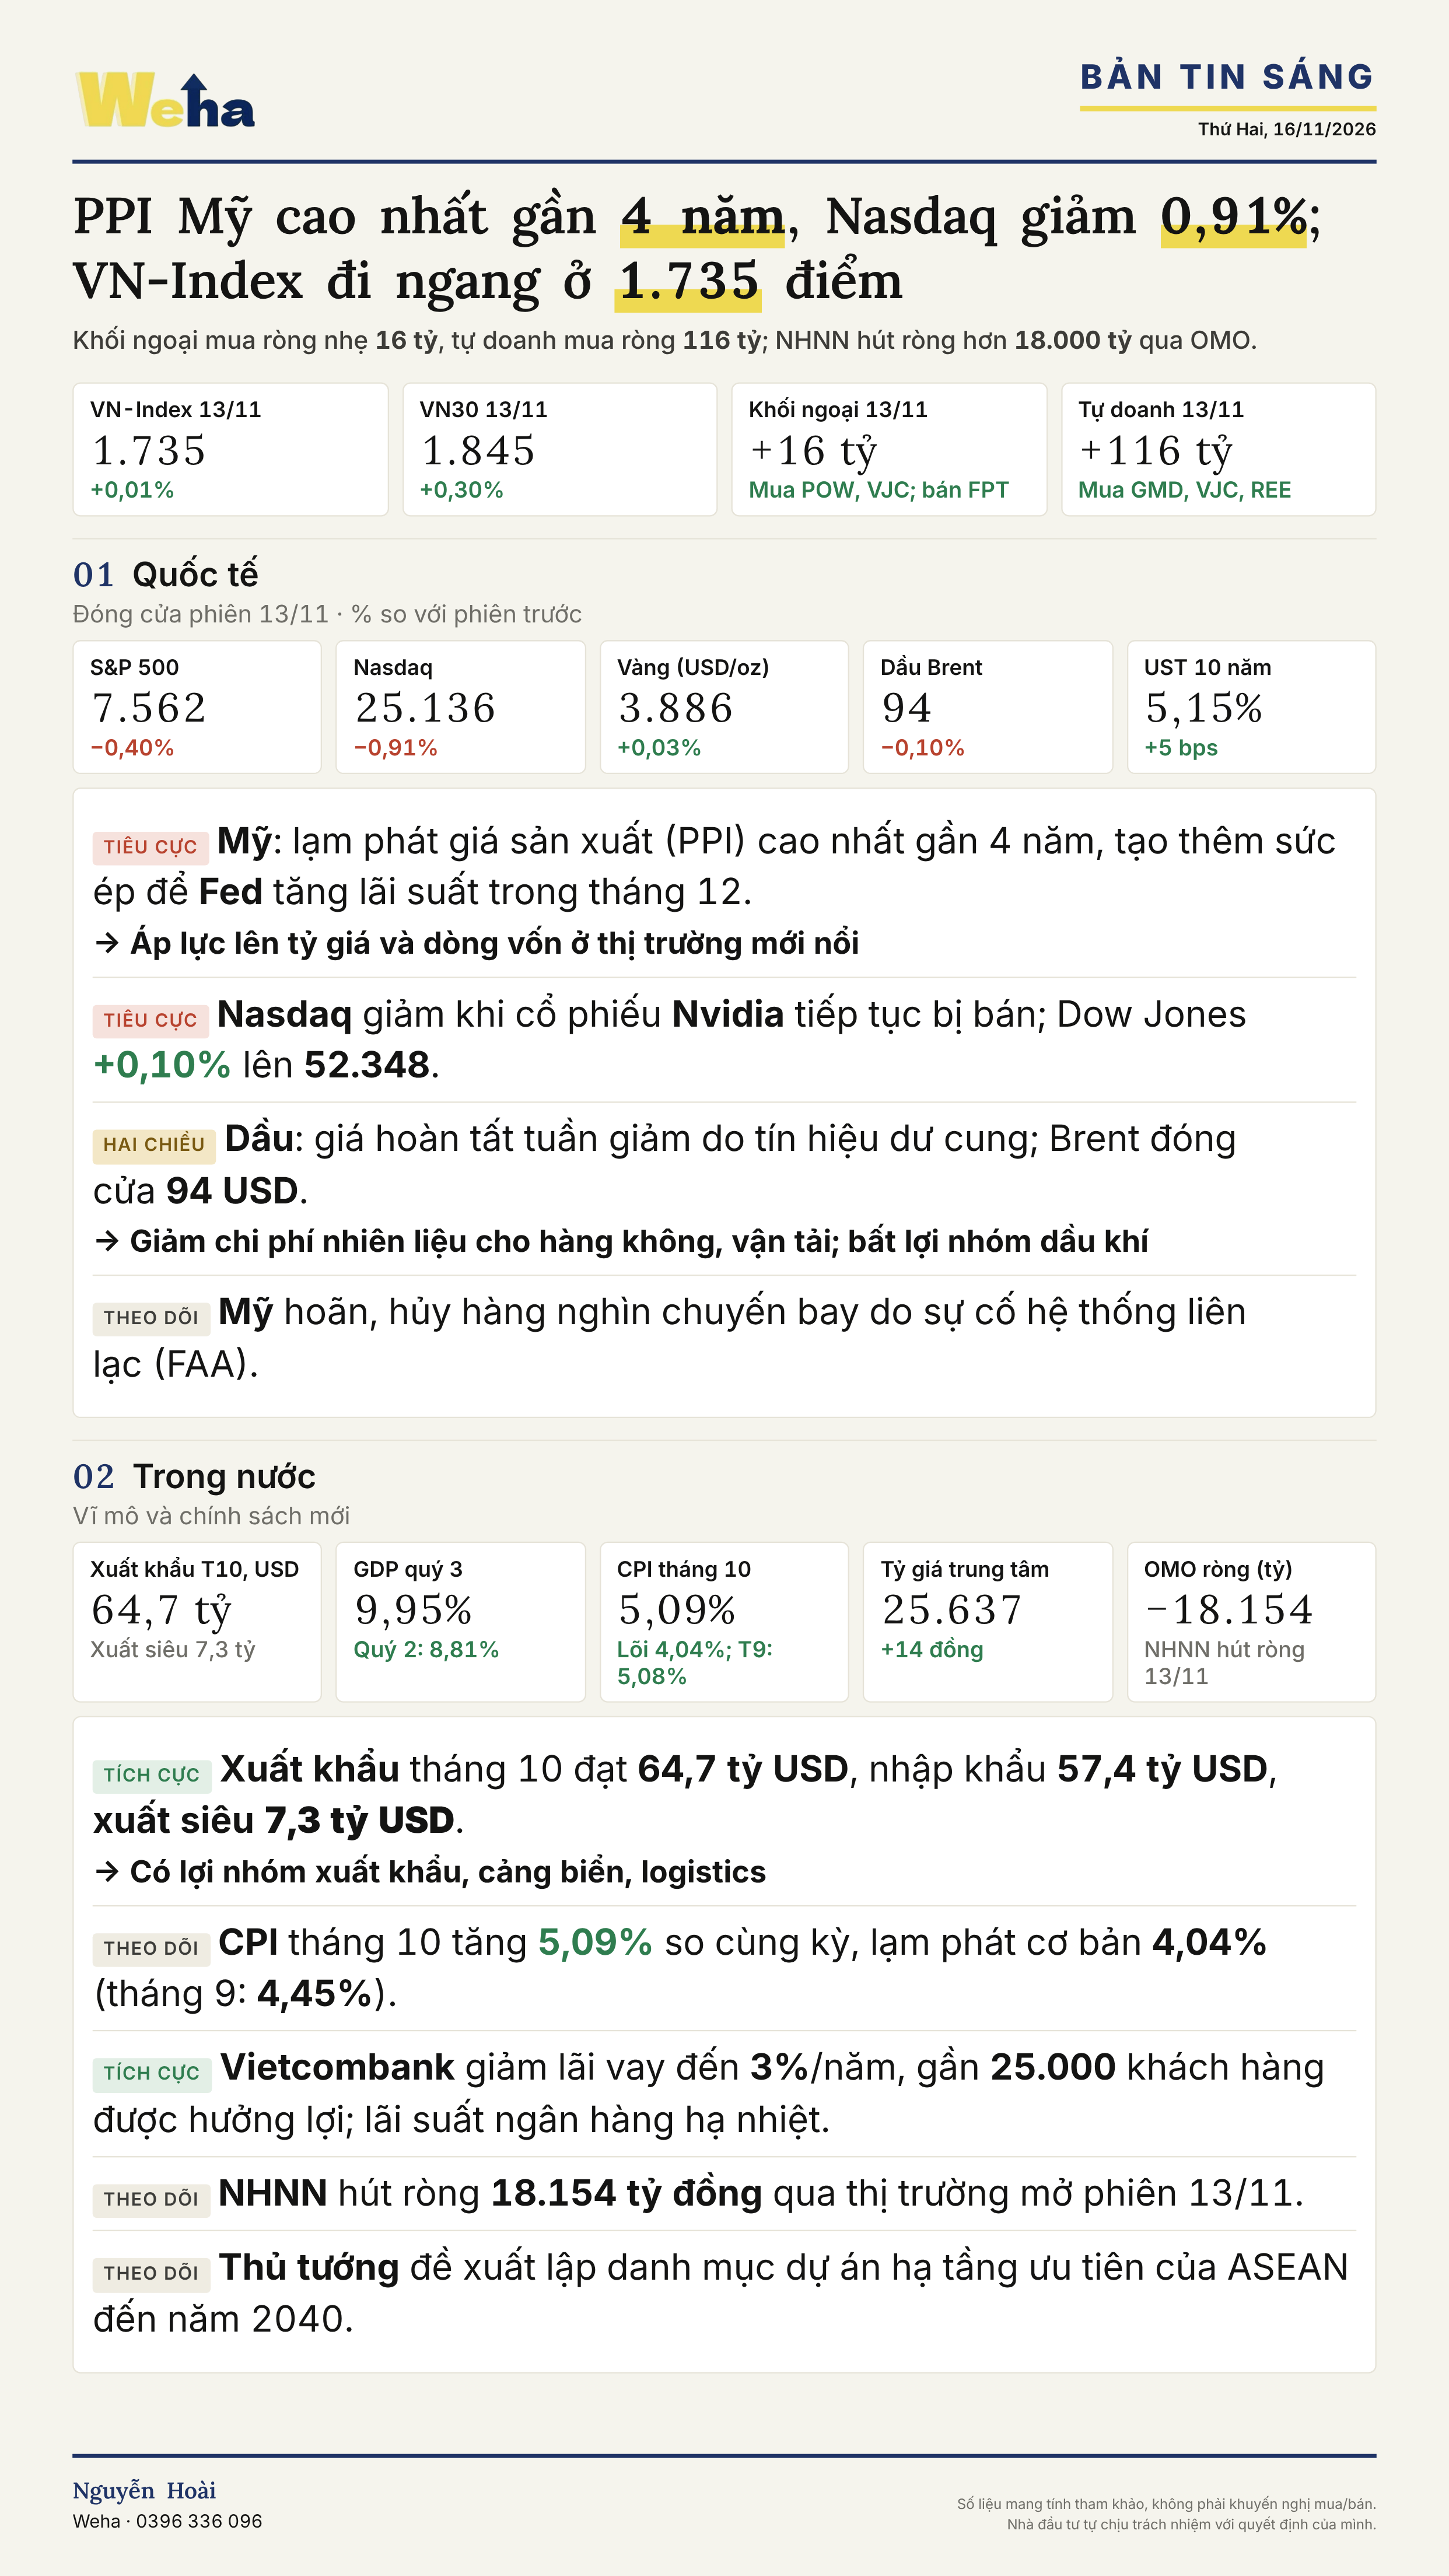 Weha
BẢN TIN SÁNG
Thứ Hai, 16/11/2026
PPI Mỹ cao nhất gần 4 năm, Nasdaq giảm 0,91%;
VN-Index đi ngang ở 1.735 điểm
Khối ngoại mua ròng nhẹ 16 tỷ, tự doanh mua ròng 116 tỷ; NHNN hút ròng hơn 18.000 tỷ qua OMO.
VN-Index 13/11
1.735
+0,01%
VN30 13/11
1.845
+0,30%
Khối ngoại 13/11
+16 tỷ
Mua POW, VJC; bán FPT
Tự doanh 13/11
+116 tỷ
Mua GMD, VJC, REE
01 Quốc tế
Đóng cửa phiên 13/11 · % so với phiên trước
S&P 500
7.562
−0,40%
Nasdaq
25.136
−0,91%
Vàng (USD/oz)
3.886
+0,03%
Dầu Brent
94
−0,10%
UST 10 năm
5,15%
+5 bps
TIÊU CỰC Mỹ: lạm phát giá sản xuất (PPI) cao nhất gần 4 năm, tạo thêm sức
ép để Fed tăng lãi suất trong tháng 12.
→ Áp lực lên tỷ giá và dòng vốn ở thị trường mới nổi
TIÊU CỰC Nasdaq giảm khi cổ phiếu Nvidia tiếp tục bị bán; Dow Jones
+0,10% lên 52.348.
HAI CHIỀU Dầu: giá hoàn tất tuần giảm do tín hiệu dư cung; Brent đóng
cửa 94 USD.
→ Giảm chi phí nhiên liệu cho hàng không, vận tải; bất lợi nhóm dầu khí
THEO DÕI Mỹ hoãn, hủy hàng nghìn chuyến bay do sự cố hệ thống liên
lạc (FAA).
02 Trong nước
Vĩ mô và chính sách mới
Xuất khẩu T10, USD
64,7 tỷ
Xuất siêu 7,3 tỷ
GDP quý 3
9,95%
Quý 2: 8,81%
CPI tháng 10
5,09%
Lõi 4,04%; T9:
5,08%
Tỷ giá trung tâm
25.637
+14 đồng
OMO ròng (tỷ)
−18.154
NHNN hút ròng
13/11
TÍCH CỰC Xuất khẩu tháng 10 đạt 64,7 tỷ USD, nhập khẩu 57,4 tỷ USD,
xuất siêu 7,3 tỷ USD.
→ Có lợi nhóm xuất khẩu, cảng biển, logistics
THEO DÕI CPI tháng 10 tăng 5,09% so cùng kỳ, lạm phát cơ bản 4,04%
(tháng 9: 4,45%).
TÍCH CỰC Vietcombank giảm lãi vay đến 3%/năm, gần 25.000 khách hàng
được hưởng lợi; lãi suất ngân hàng hạ nhiệt.
THEO DÕI NHNN hút ròng 18.154 tỷ đồng qua thị trường mở phiên 13/11.
THEO DÕI Thủ tướng đề xuất lập danh mục dự án hạ tầng ưu tiên của ASEAN
đến năm 2040.
Nguyễn Hoài
Weha · 0396 336 096
Số liệu mang tính tham khảo, không phải khuyến nghị mua/bán.
Nhà đầu tư tự chịu trách nhiệm với quyết định của mình.